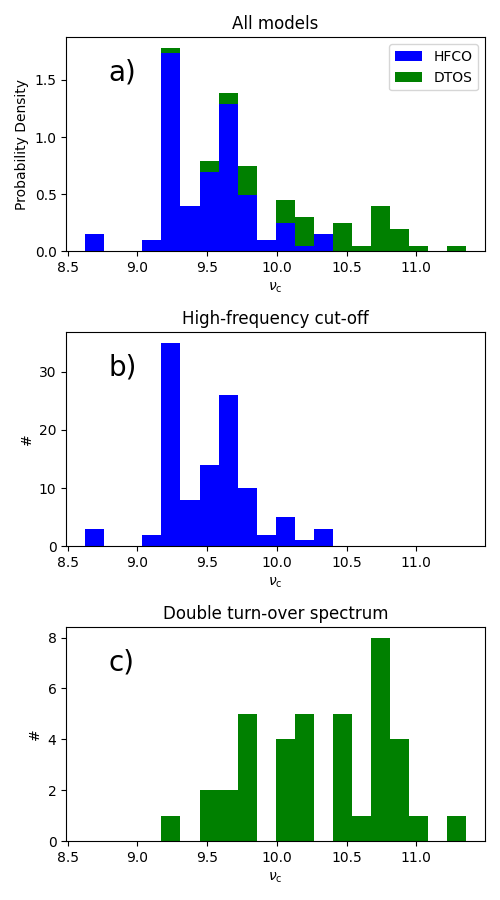 All models
a)
HFCO
DTOS
Probability Density
1.5
1.0
0.5
0.0
8.5 9.0 9.5 10.0 10.5 11.0
νc
High-frequency cut-off
b)
#
30
20
10
0
8.5 9.0 9.5 10.0 10.5 11.0
νc
Double turn-over spectrum
c)
#
8
6
4
2
0
8.5 9.0 9.5 10.0 10.5 11.0
νc